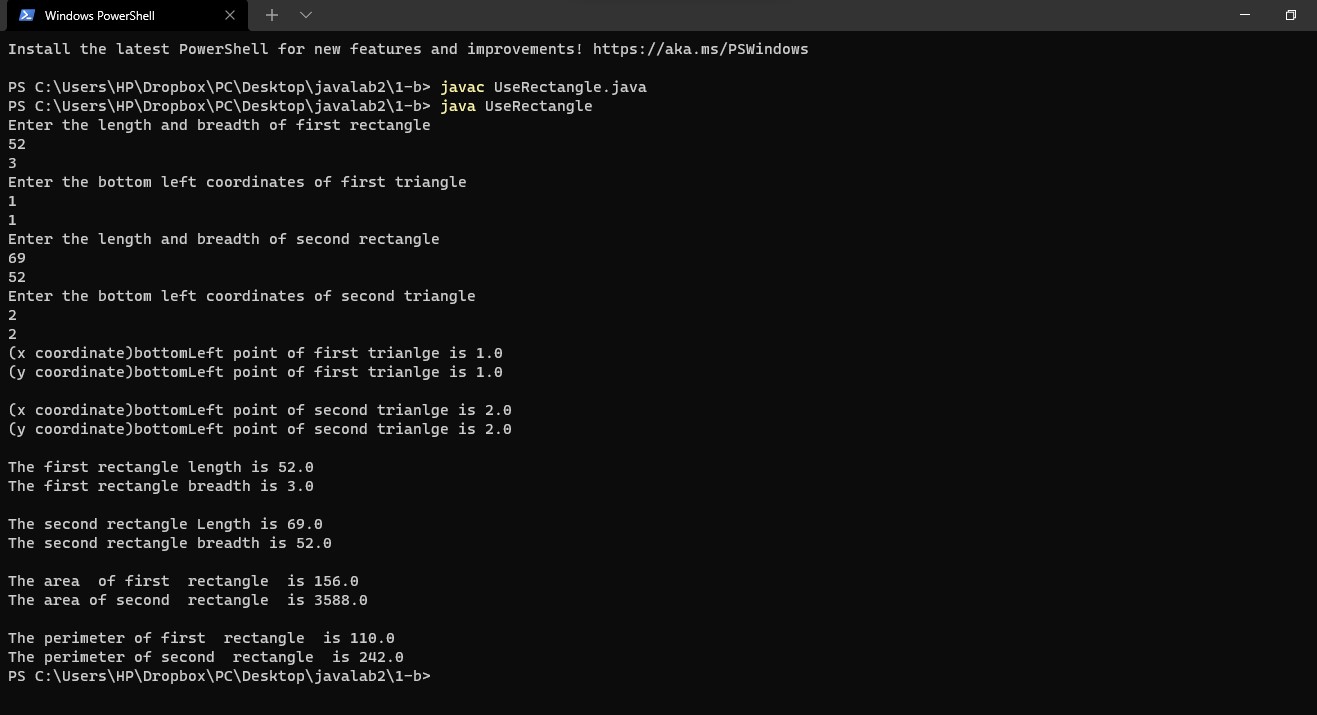 Windows PowerShell
Install the latest PowerShell for new features and improvements! https://aka.ms/PSWindows
PS C:\Users\HP\Dropbox\PC\Desktop\javalab2\1-b> javac UseRectangle.java
PS C:\Users\HP\Dropbox\PC\Desktop\javalab2\1-b> java UseRectangle
Enter the length and breadth of first rectangle
52
3
Enter the bottom left coordinates of first triangle
1
1
Enter the length and breadth of second rectangle
69
52
Enter the bottom left coordinates of second triangle
2
2
(x coordinate)bottomLeft point of first trianlge is 1.0
(y coordinate)bottomLeft point of first trianlge is 1.0
(x coordinate)bottomLeft point of second trianlge is 2.0
(y coordinate)bottomLeft point of second trianlge is 2.0
The first rectangle length is 52.0
The first rectangle breadth is 3.0
The second rectangle Length is 69.0
The second rectangle breadth is 52.0
The area  of first  rectangle  is 156.0
The area of second  rectangle  is 3588.0
The perimeter of first  rectangle  is 110.0
The perimeter of second  rectangle  is 242.0
PS C:\Users\HP\Dropbox\PC\Desktop\javalab2\1-b>